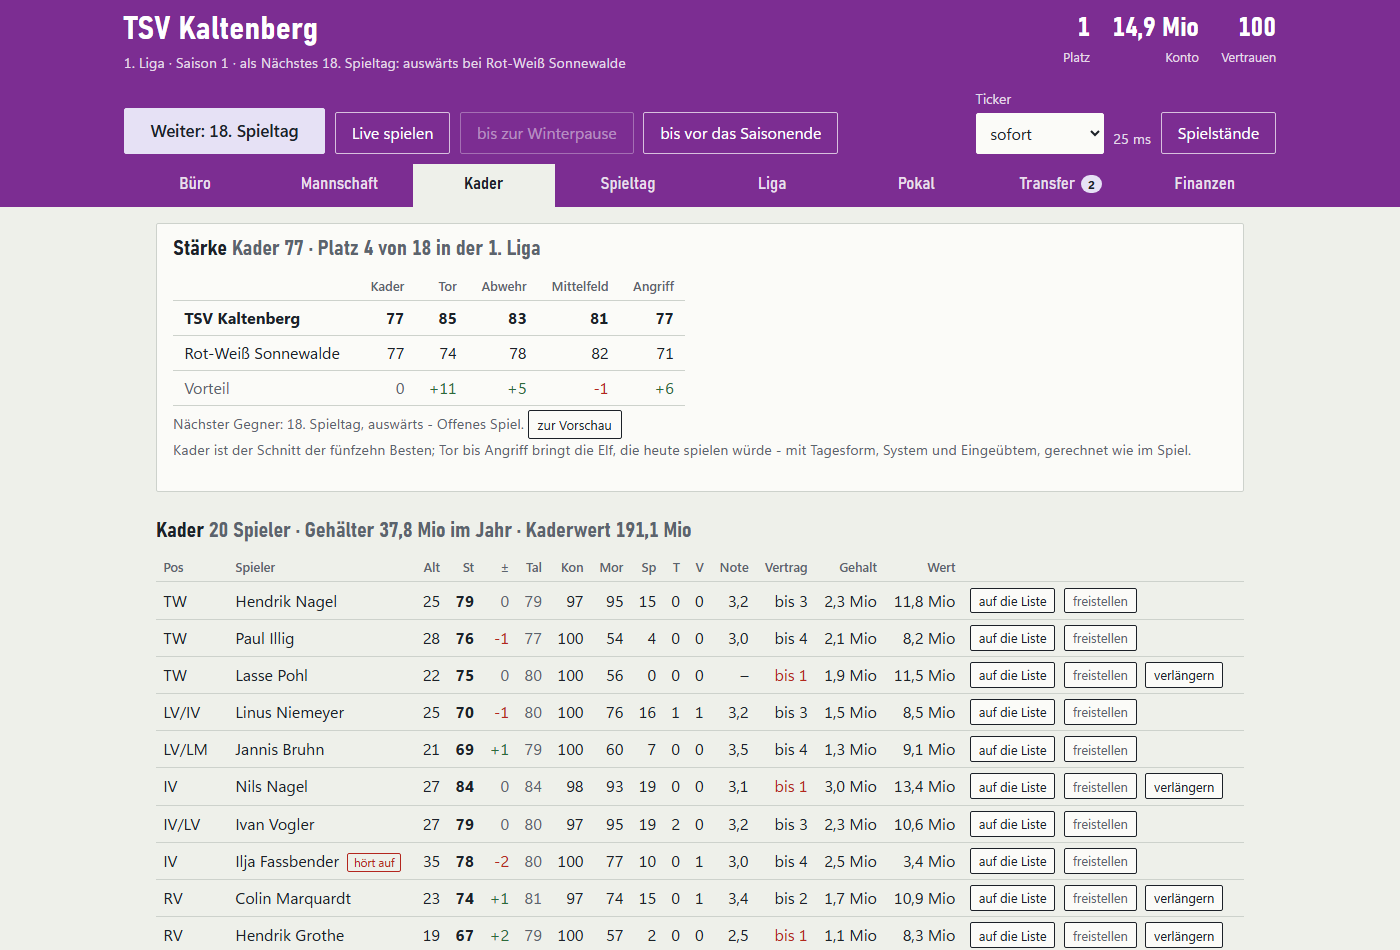 TSV Kaltenberg
1. Liga · Saison 1 · als Nächstes 18. Spieltag: auswärts bei Rot-Weiß Sonnewalde
1 14,9 Mio 100
Platz Konto Vertrauen
Ticker
Weiter: 18. Spieltag Live spielen bis zur Winterpause bis vor das Saisonende sofort 25 ms Spielstände
Büro Mannschaft Kader Spieltag Liga Pokal Transfer 2 Finanzen
Stärke Kader 77 · Platz 4 von 18 in der 1. Liga
Kader Tor Abwehr Mittelfeld Angriff
TSV Kaltenberg 77 85 83 81 77
Rot-Weiß Sonnewalde 77 74 78 82 71
Vorteil 0 +11 +5 -1 +6
Nächster Gegner: 18. Spieltag, auswärts - Offenes Spiel. zur Vorschau
Kader ist der Schnitt der fünfzehn Besten; Tor bis Angriff bringt die Elf, die heute spielen würde - mit Tagesform, System und Eingeübtem, gerechnet wie im Spiel.
Kader 20 Spieler · Gehälter 37,8 Mio im Jahr · Kaderwert 191,1 Mio
Pos Spieler Alt St ± Tal Kon Mor Sp T V Note Vertrag Gehalt Wert
TW Hendrik Nagel 25 79 0 79 97 95 15 0 0 3,2 bis 3 2,3 Mio 11,8 Mio auf die Liste freistellen
TW Paul Illig 28 76 -1 77 100 54 4 0 0 3,0 bis 4 2,1 Mio 8,2 Mio auf die Liste freistellen
TW Lasse Pohl 22 75 0 80 100 56 0 0 0 – bis 1 1,9 Mio 11,5 Mio auf die Liste freistellen verlängern
LV/IV Linus Niemeyer 25 70 -1 80 100 76 16 1 1 3,2 bis 3 1,5 Mio 8,5 Mio auf die Liste freistellen
LV/LM Jannis Bruhn 21 69 +1 79 100 60 7 0 0 3,5 bis 4 1,3 Mio 9,1 Mio auf die Liste freistellen
IV Nils Nagel 27 84 0 84 98 93 19 0 0 3,1 bis 1 3,0 Mio 13,4 Mio auf die Liste freistellen verlängern
IV/LV Ivan Vogler 27 79 0 80 97 95 19 2 0 3,2 bis 3 2,3 Mio 10,6 Mio auf die Liste freistellen
IV Ilja Fassbender hört auf 35 78 -2 80 100 77 10 0 1 3,0 bis 4 2,5 Mio 3,4 Mio auf die Liste freistellen
RV Colin Marquardt 23 74 +1 81 97 74 15 0 1 3,4 bis 2 1,7 Mio 10,9 Mio auf die Liste freistellen verlängern
RV Hendrik Grothe 19 67 +2 79 100 57 2 0 0 2,5 bis 1 1,1 Mio 8,3 Mio auf die Liste freistellen verlängern